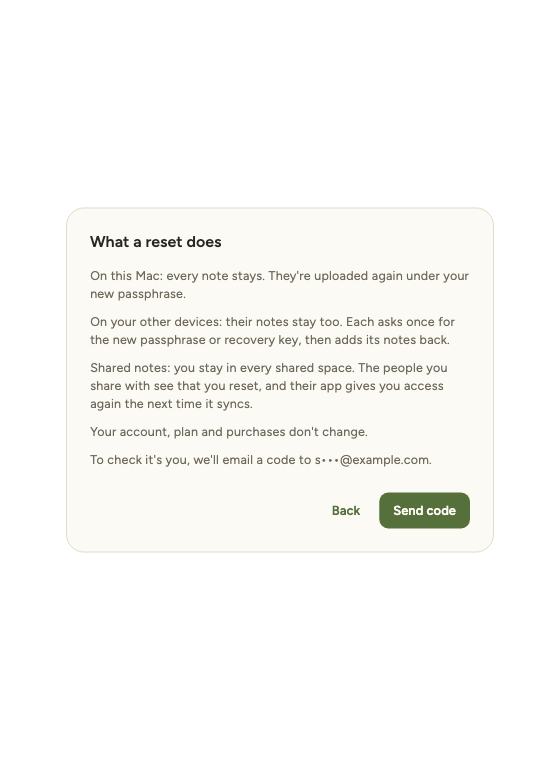 What a reset does
On this Mac: every note stays. They're uploaded again under your
new passphrase.
On your other devices: their notes stay too. Each asks once for
the new passphrase or recovery key, then adds its notes back.
Shared notes: you stay in every shared space. The people you
share with see that you reset, and their app gives you access
again the next time it syncs.
Your account, plan and purchases don't change.
To check it's you, we'll email a code to s•••@example.com.
Back
Send code